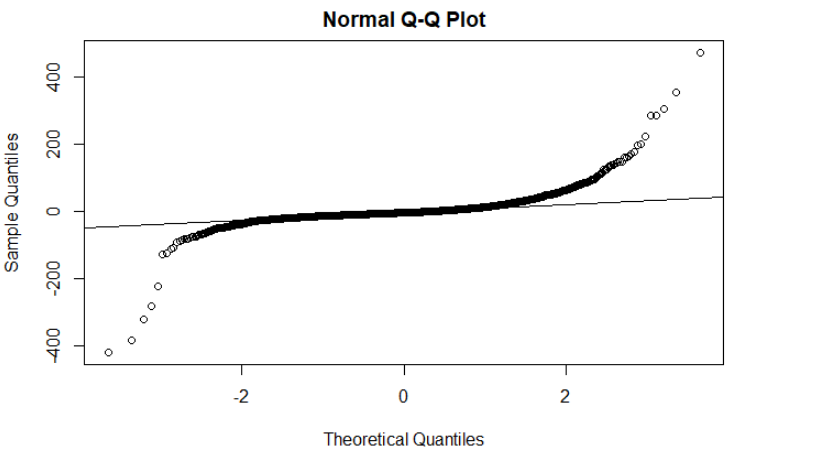 Normal Q-Q Plot
Sample Quantiles
400
200
0
-200
-400
-2 0 2
Theoretical Quantiles